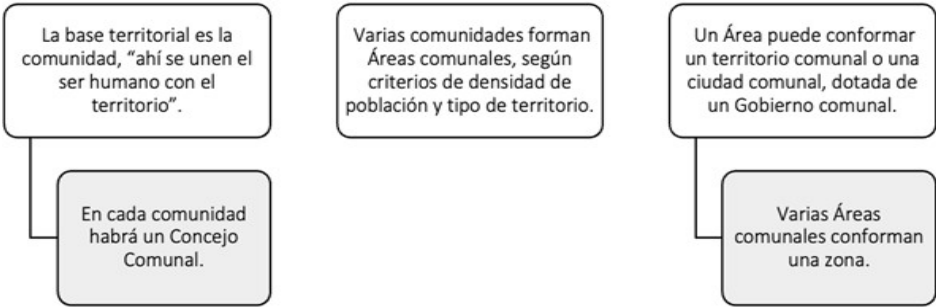 La base territorial es la
comunidad, “ahí se unen el
ser humano con el
territorio”.
En cada comunidad
habrá un Concejo
Comunal.
Varias comunidades forman
Áreas comunales, según
criterios de densidad de
población y tipo de territorio.
Un Área puede conformar
un territorio comunal o una
ciudad comunal, dotada de
un Gobierno comunal.
Varias Áreas
comunales conforman
una zona.